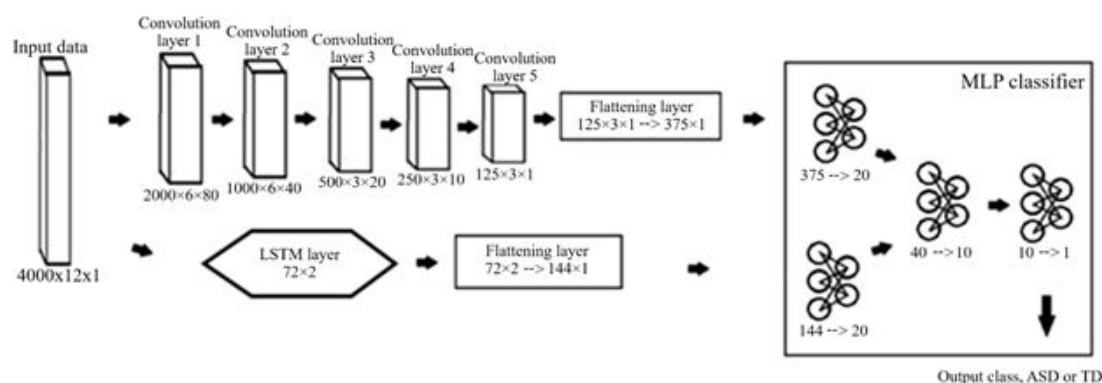 Input data
4000x12x1
Convolution
layer 1
2000×6×80
Convolution
layer 2
1000×6×40
Convolution
layer 3
500×3×20
Convolution
layer 4
250×3×10
Convolution
layer 5
125×3×1
Flattening layer
125×3×1 --> 375×1
LSTM layer
72×2
Flattening layer
72×2 --> 144×1
MLP classifier
375 --> 20
144 --> 20
40 -->10
10 --> 1
Output class, ASD or TD